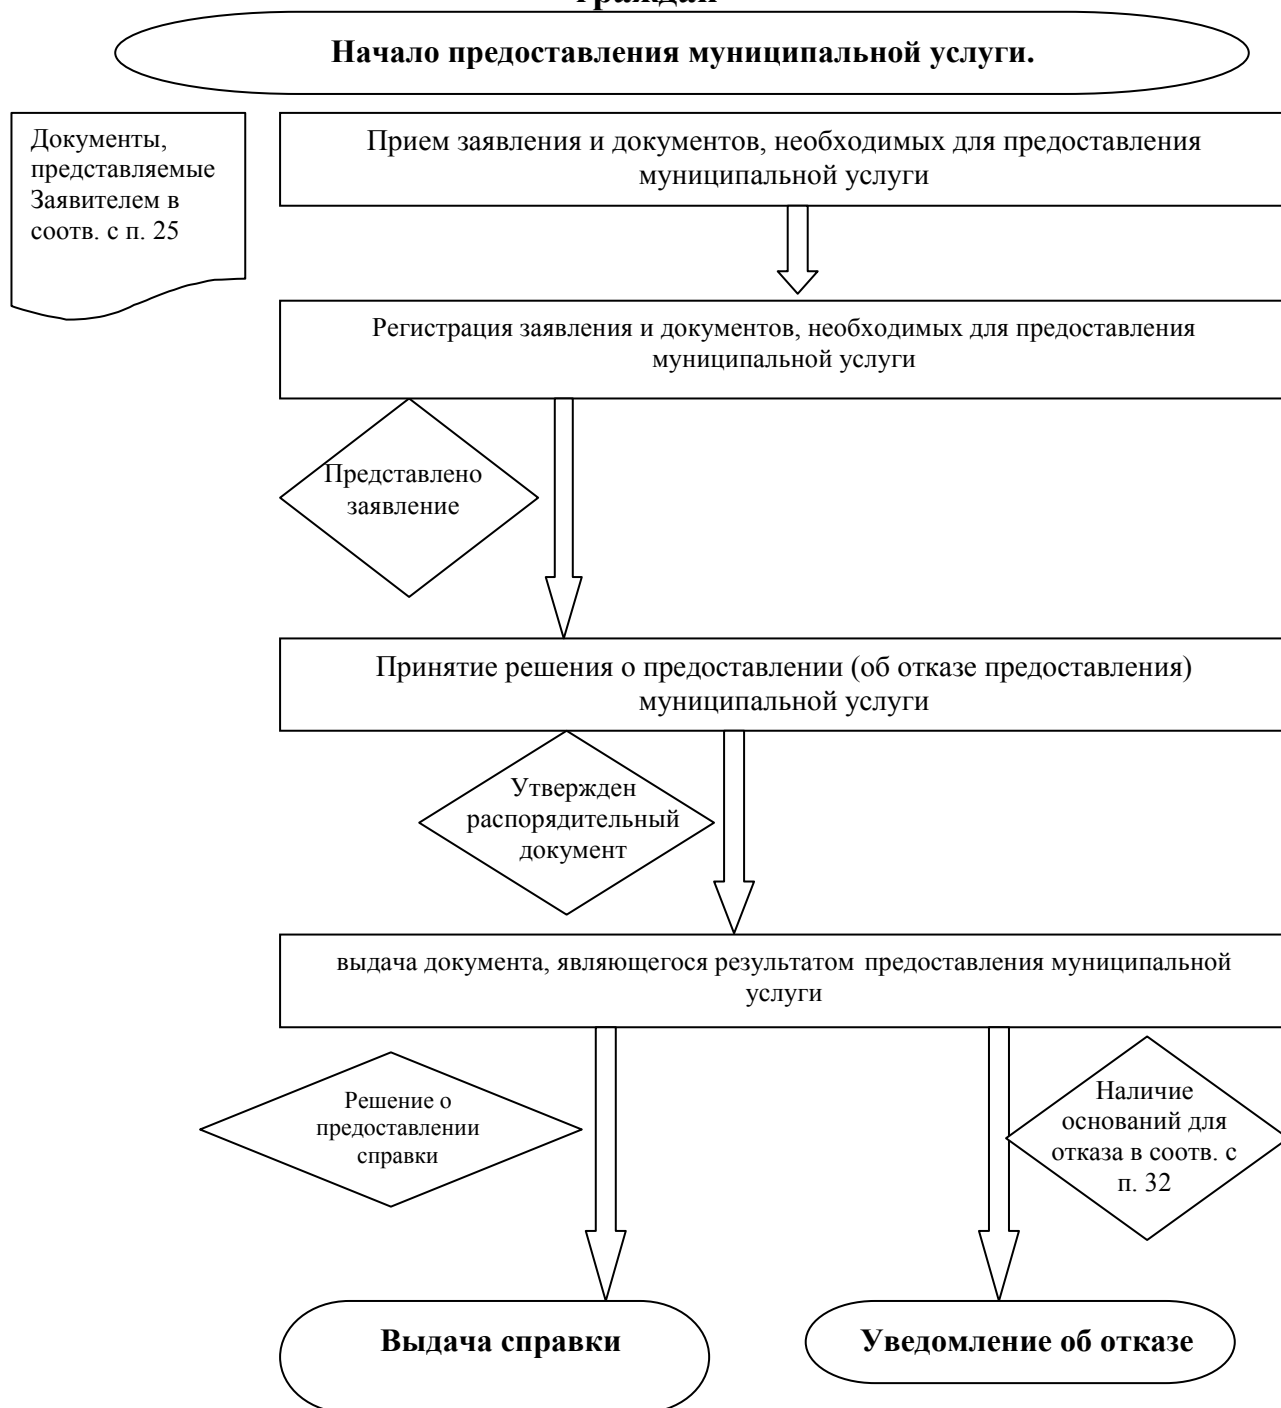 граждан
Начало предоставления муниципальной услуги.
Документы,
представляемые
Заявителем в
соотв. с п. 25
Прием заявления и документов, необходимых для предоставления
муниципальной услуги
Регистрация заявления и документов, необходимых для предоставления
муниципальной услуги
Представлено
заявление
Принятие решения о предоставлении (об отказе предоставления)
муниципальной услуги
Утвержден
распорядительный
документ
выдача документа, являющегося результатом предоставления муниципальной
услуги
Решение о
предоставлении
справки
Наличие
оснований для
отказа в соотв. с
п. 32
Выдача справки
Уведомление об отказе